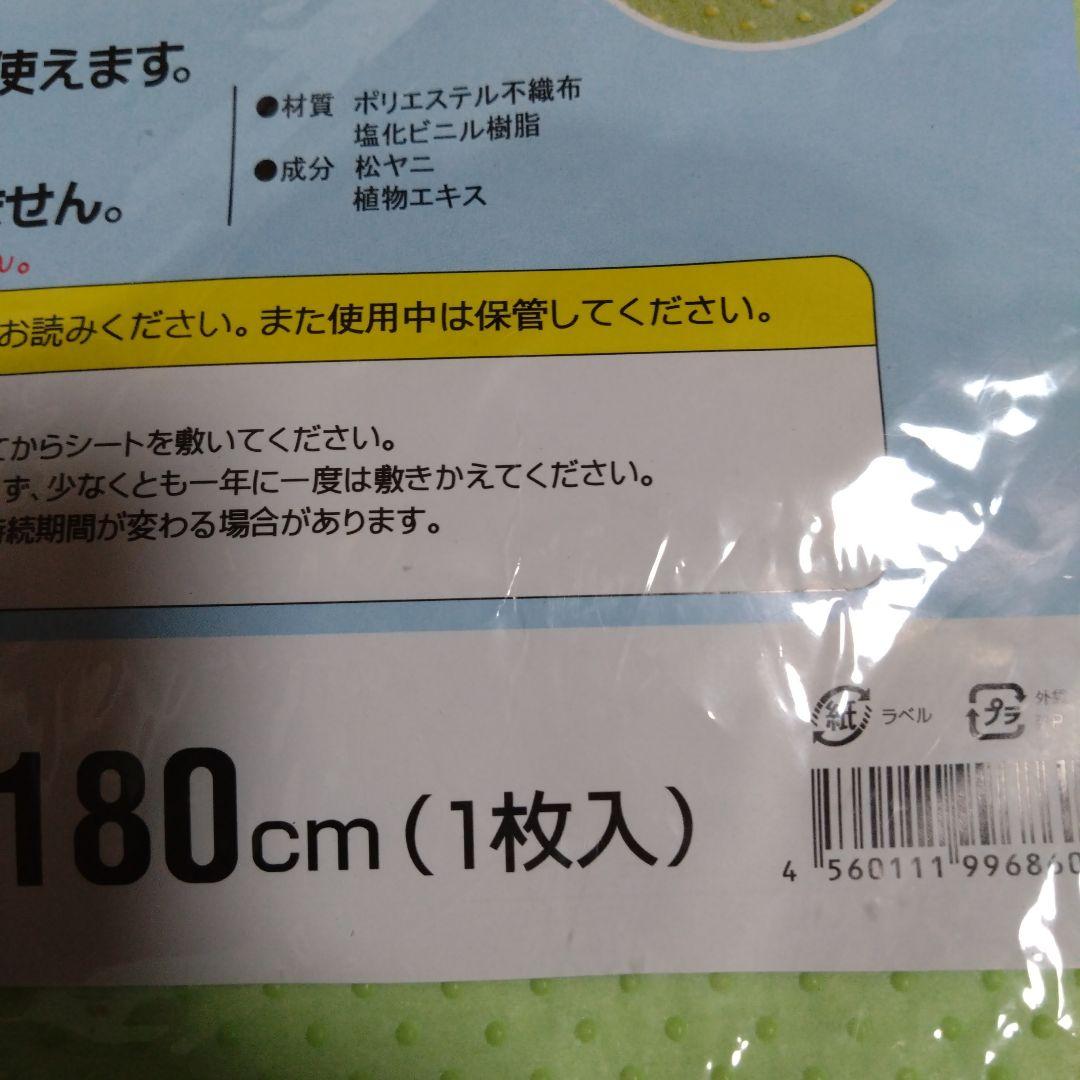 使えます。
●材質 ポリエステル不織布
塩化ビニル樹脂
●成分 松ヤニ
植物エキス
せん。
ん。
お読みください。また使用中は保管してください。
てからシートを敷いてください。
ず、少なくとも一年に一度は敷きかえてください。
持続期間が変わる場合があります。
紙 ラベル
プラ 外袋
180cm(1枚入)
4 560111 996860